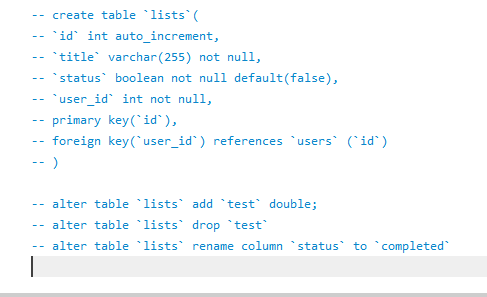 -- create table `lists`(
-- `id` int auto_increment,
-- `title` varchar(255) not null,
-- `status` boolean not null default(false),
-- `user_id` int not null,
-- primary key(`id`),
-- foreign key(`user_id`) references `users` (`id`)
-- )
-- alter table `lists` add `test` double;
-- alter table `lists` drop `test`
-- alter table `lists` rename column `status` to `completed`